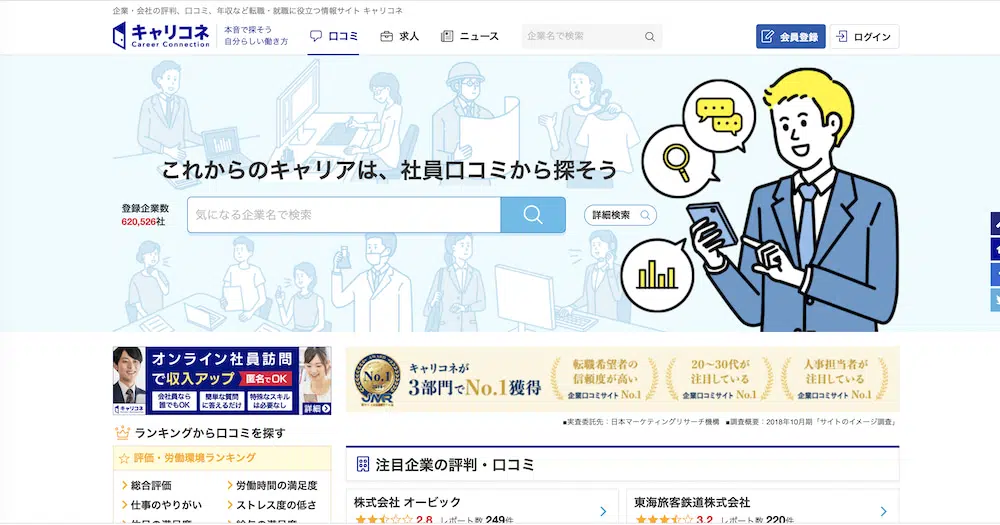 企業・会社の評判、口コミ、年収など転職・就職に役立つ情報サイト キャリコネ
キャリコネ
Career Connection
本音で探そう
自分らしい働き方
口コミ
求人
ニュース
企業名で検索
会員登録
ログイン
これからのキャリアは、社員口コミから探そう
登録企業数
620,526社
気になる企業名で検索
詳細検索
オンライン社員訪問
で収入アップ 匿名でOK
会社員なら
誰でもOK
簡単な質問
に答えるだけ
特殊なスキル
は必要なし
キャリコネ
詳細
No.1
JMR
キャリコネが
3部門でNo.1獲得
転職希望者の
信頼度が高い
企業口コミサイト No.1
20～30代が
注目している
企業口コミサイト No.1
人事担当者が
注目している
企業口コミサイト No.1
■実査委託先：日本マーケティングリサーチ機構 ■調査概要：2018年10月期「サイトのイメージ調査」
ランキングから口コミを探す
評価・労働環境ランキング
総合評価
労働時間の満足度
仕事のやりがい
ストレス度の低さ
休日の満足度
給与の満足度
注目企業の評判・口コミ
株式会社 オービック
2.8 レポート数 249件
東海旅客鉄道株式会社
3.2 レポート数 220件